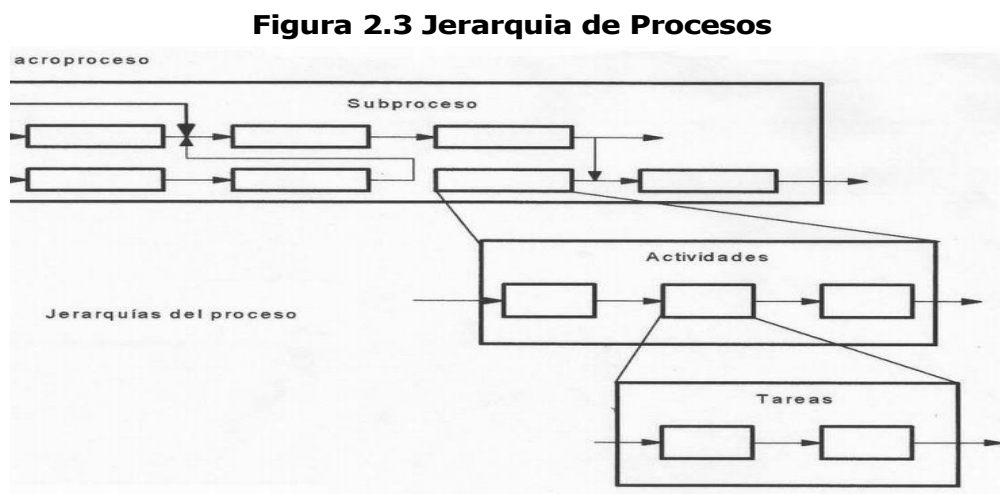 Figura 2.3 Jerarquia de Procesos
acroproceso
Subproceso
Actividades
Jerarquías del proceso
Tareas